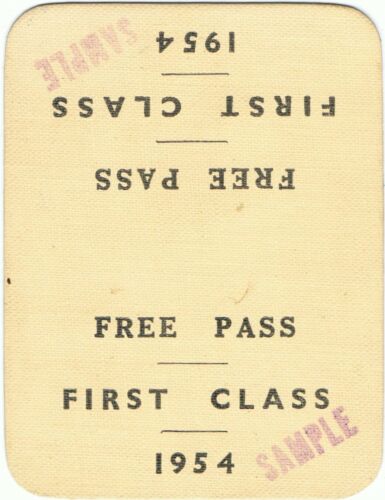 SAMPLE
1954
FIRST CLASS
FREE PASS
FREE PASS
FIRST CLASS
1954
SAMPLE